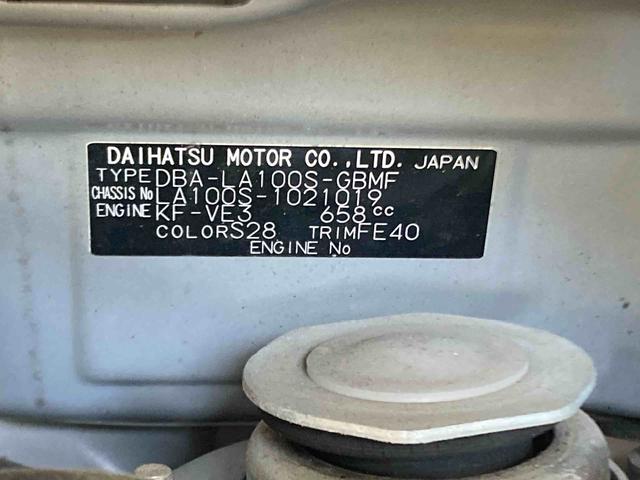 DAIHATSU MOTOR CO.,LTD. JAPAN
TYPE DBA-LA100S-GBMF
CHASSIS No LA100S-1021019
ENGINE KF-VE3 658cc
COLOR S28 TRIM FE40
ENGINE No